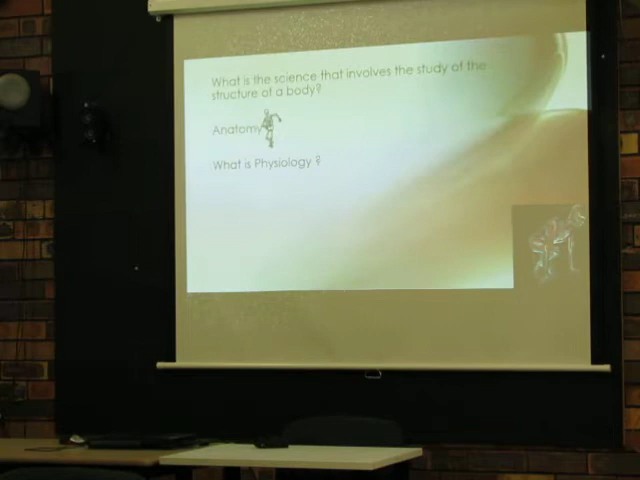 What is the science that involves the study of the
structure of a body?
Anatomy
What is Physiology ?